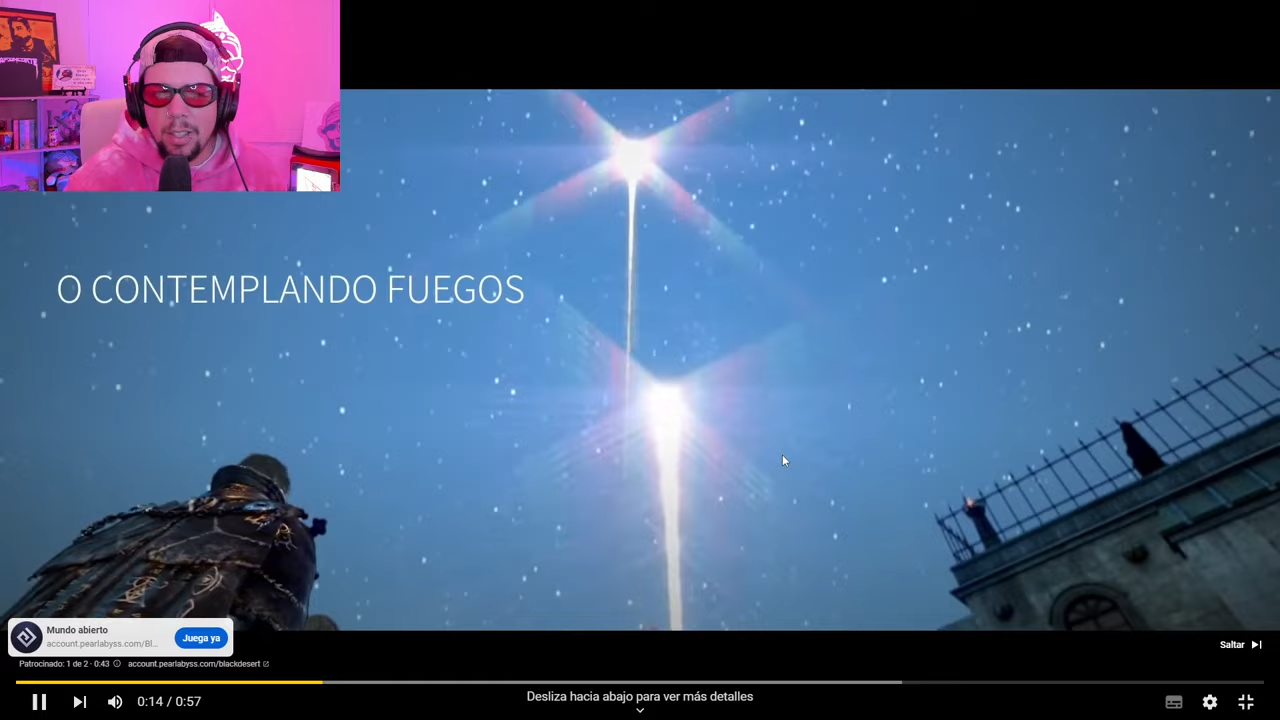 O CONTEMPLANDO FUEGOS
Mundo abierto
account.pearlabyss.com/Bl...
Juega ya
Patrocinado: 1 de 2 · 0:43
account.pearlabyss.com/blackdesert
Saltar
0:14 / 0:57
Desliza hacia abajo para ver más detalles